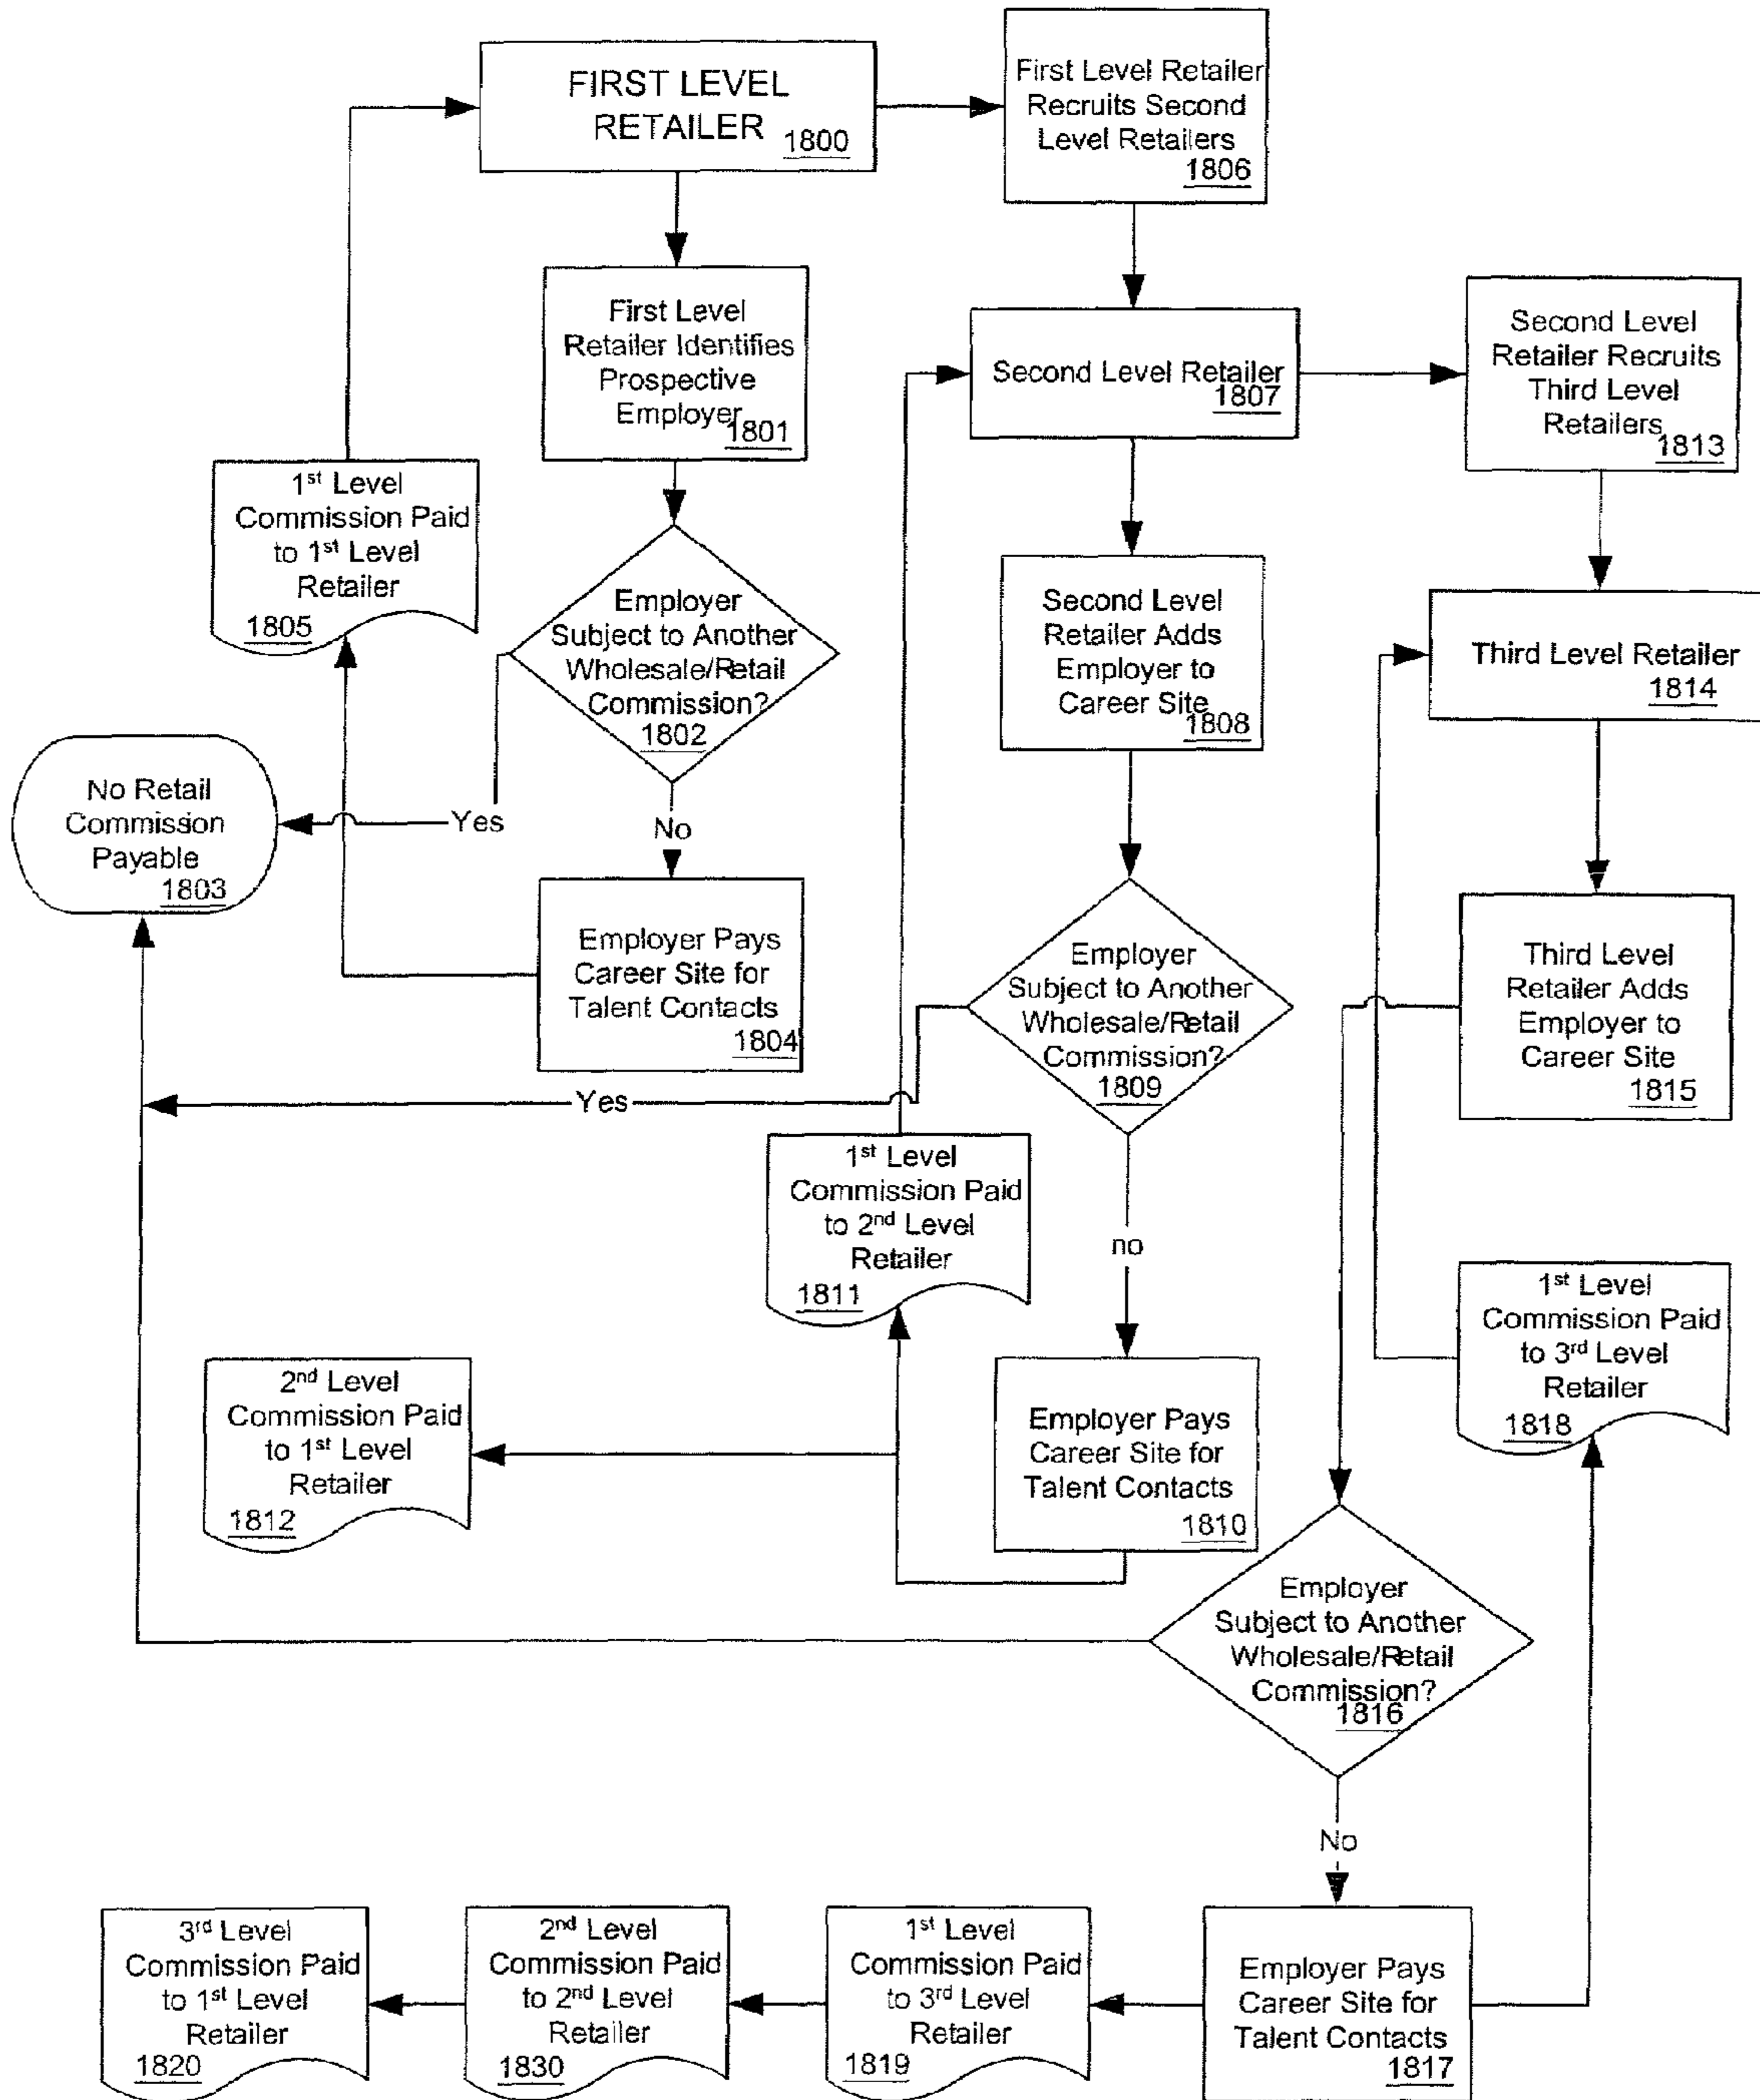 FIRST LEVEL
RETAILER
1800
First Level Retailer
Recruits Second
Level Retailers
1806
First Level
Retailer Identifies
Prospective
Employer
1801
Second Level Retailer
1807
Second Level
Retailer Recruits
Third Level
Retailers
1813
1st Level
Commission Paid
to 1st Level
Retailer
1805
Employer
Subject to Another
Wholesale/Retail
Commission?
1802
Second Level
Retailer Adds
Employer to
Career Site
1808
Third Level Retailer
1814
No Retail
Commission
Payable
1803
Yes
No
Employer Pays
Career Site for
Talent Contacts
1804
Employer
Subject to Another
Wholesale/Retail
Commission?
1809
Third Level
Retailer Adds
Employer to
Career Site
1815
Yes
1st Level
Commission Paid
to 2nd Level
Retailer
1811
no
1st Level
Commission Paid
to 3rd Level
Retailer
1818
2nd Level
Commission Paid
to 1st Level
Retailer
1812
Employer Pays
Career Site for
Talent Contacts
1810
Employer
Subject to Another
Wholesale/Retail
Commission?
1816
No
3rd Level
Commission Paid
to 1st Level
Retailer
1820
2nd Level
Commission Paid
to 2nd Level
Retailer
1830
1st Level
Commission Paid
to 3rd Level
Retailer
1819
Employer Pays
Career Site for
Talent Contacts
1817